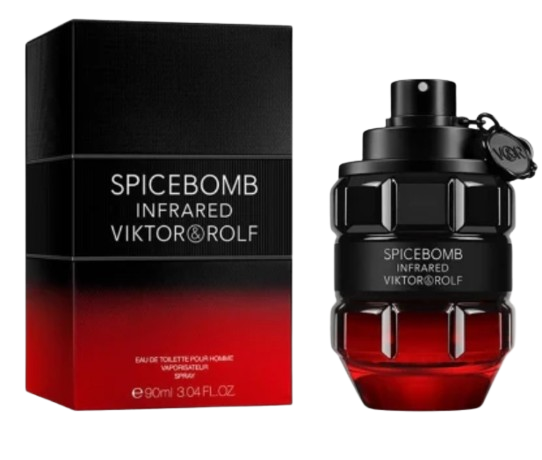 SPICEBOMB
INFRARED
VIKTOR&ROLF
EAU DE TOILETTE POUR HOMME
VAPORISATEUR
SPRAY
e 90ml 3.04 FL.OZ
V&R
SPICEBOMB
INFRARED
VIKTOR&ROLF